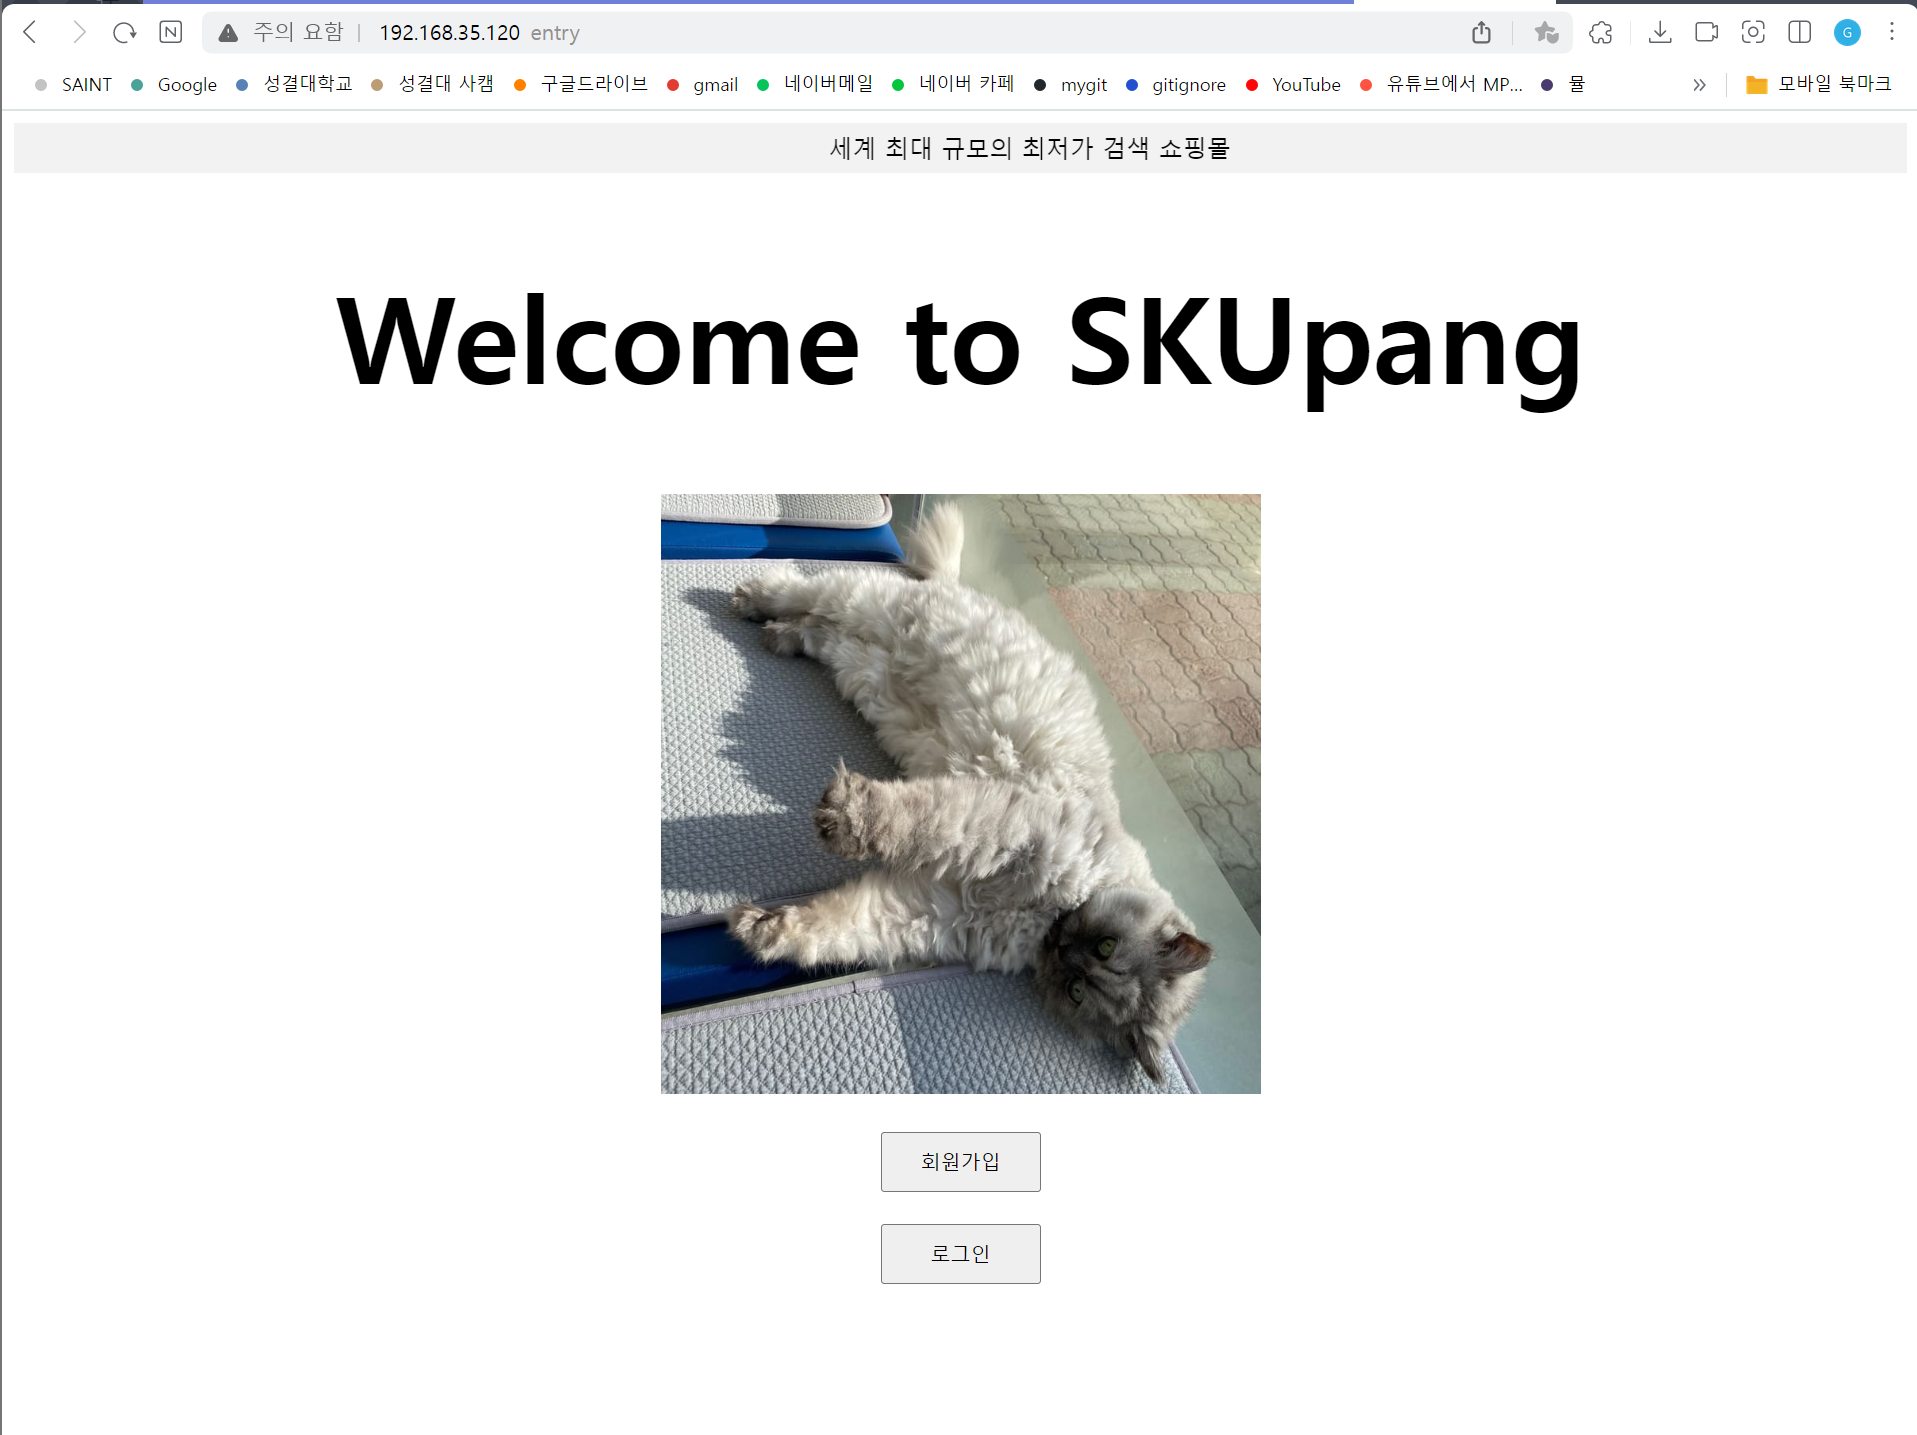 주의 요함 | 192.168.35.120 entry
SAINT Google 성결대학교 성결대 사캠 구글드라이브 gmail 네이버메일 네이버 카페 mygit gitignore YouTube 유튜브에서 MP... 뮬 » 모바일 북마크
세계 최대 규모의 최저가 검색 쇼핑몰
Welcome to SKUpang
회원가입
로그인